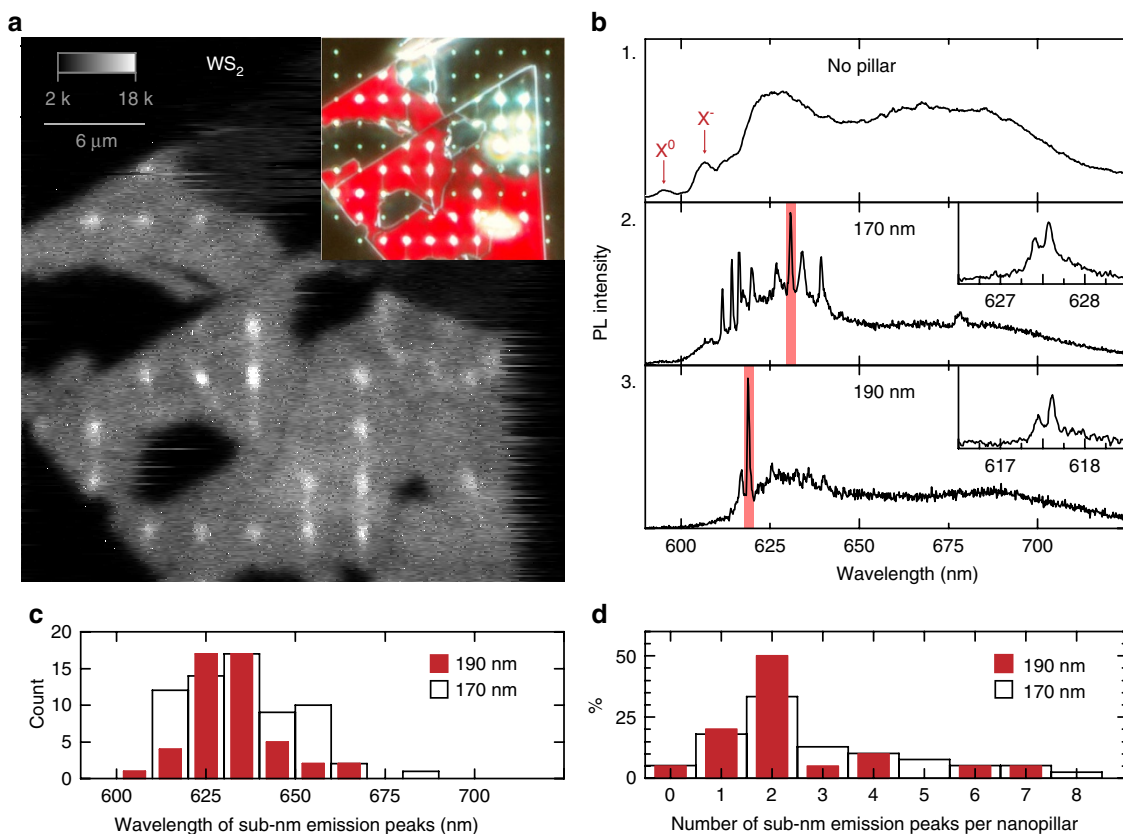 a
WS2
2 k 18 k
6 μm
b
1.
No pillar
X0
X-
2.
170 nm
627 628
3.
190 nm
617 618
PL intensity
600 625 650 675 700
Wavelength (nm)
c
20
15
10
5
0
Count
190 nm
170 nm
600 625 650 675 700
Wavelength of sub-nm emission peaks (nm)
d
50
25
0
%
190 nm
170 nm
0 1 2 3 4 5 6 7 8
Number of sub-nm emission peaks per nanopillar